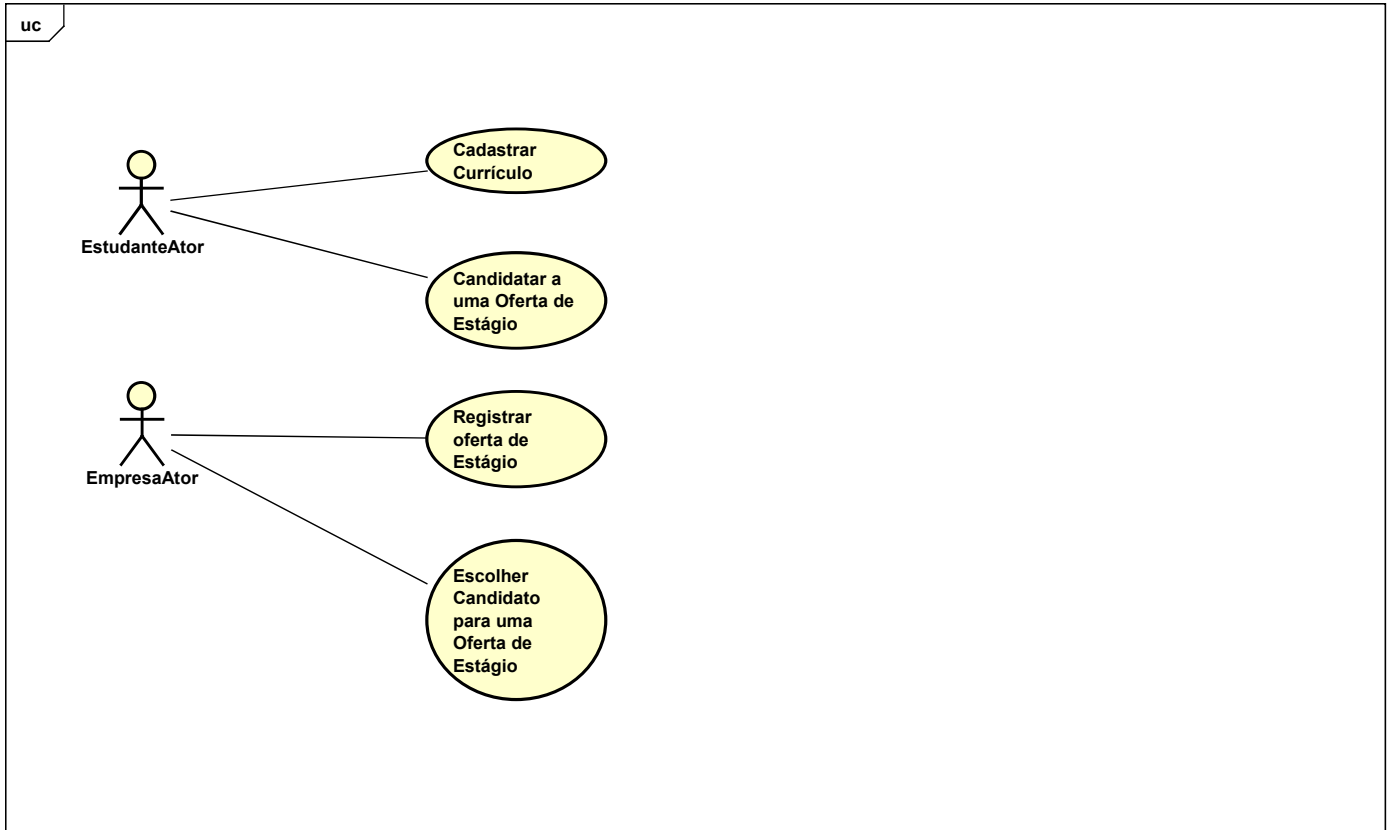 uc
Cadastrar
Currículo
EstudanteAtor
Candidatar a
uma Oferta de
Estágio
Registrar
oferta de
Estágio
EmpresaAtor
Escolher
Candidato
para uma
Oferta de
Estágio